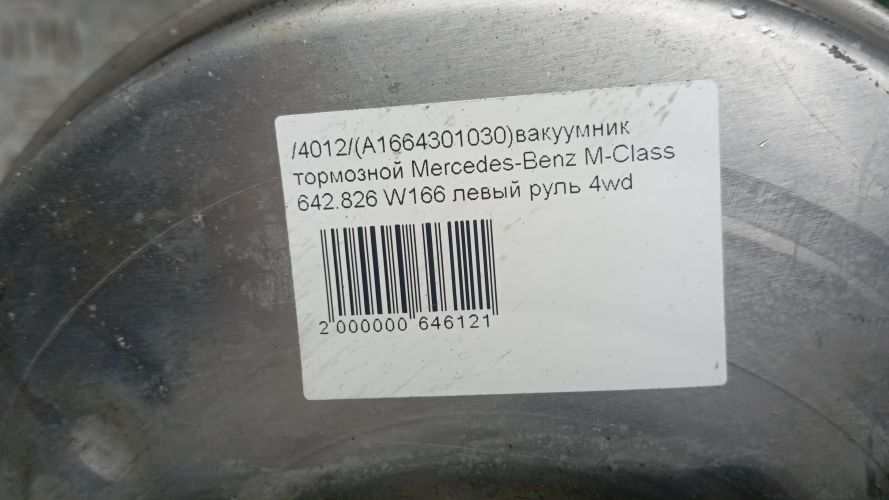 /4012/(A1664301030)вакуумник
тормозной Mercedes-Benz M-Class
642.826 W166 левый руль 4wd
2 000000 646121